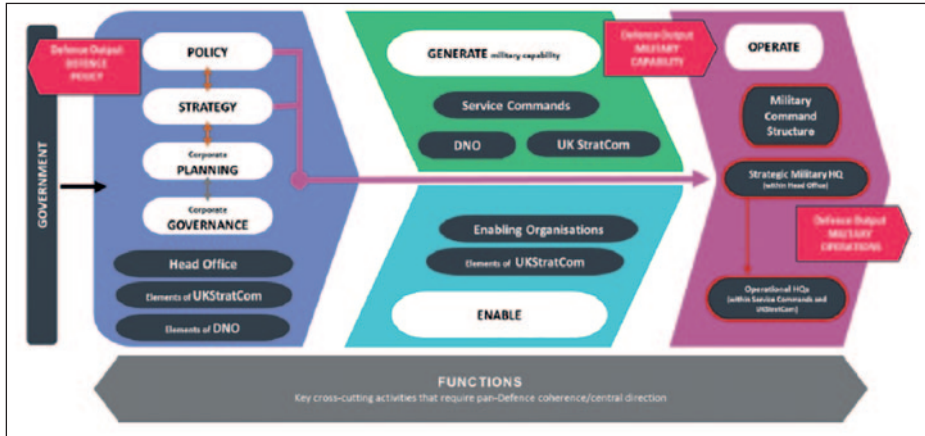 GOVERNMENT
Defence Output:
DEFENCE
POLICY
POLICY
STRATEGY
Corporate
PLANNING
Corporate
GOVERNANCE
Head Office
Elements of UKStratCom
Elements of DNO
GENERATE military capability
Service Commands
DNO
UK StratCom
Enabling Organisations
Elements of UKStratCom
ENABLE
Defence Output:
MILITARY
CAPABILITY
OPERATE
Military
Command
Structure
Strategic Military HQ
(within Head Office)
Defence Output
MILITARY
OPERATIONS
Operational HQs
(within Service Commands and
UKStratCom)
FUNCTIONS
Key cross-cutting activities that require pan-Defence coherence/central direction